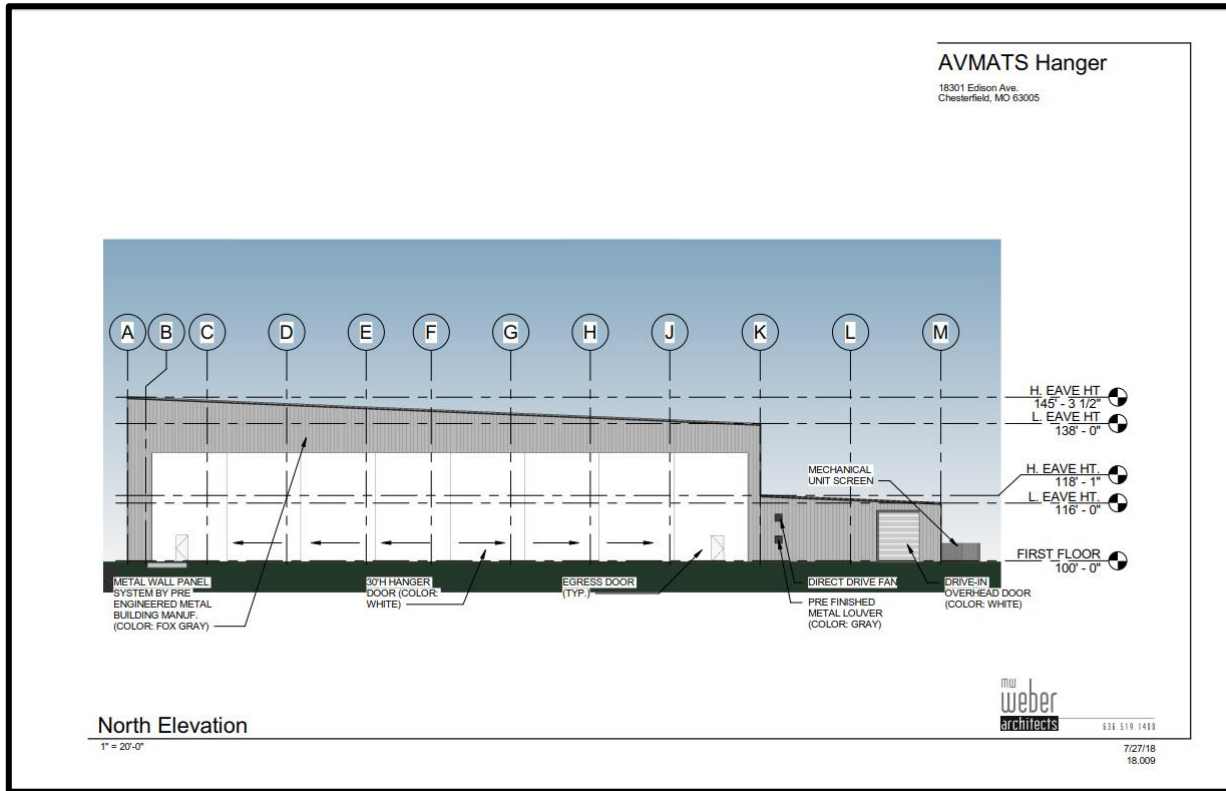 AVMATS Hanger
18301 Edison Ave.
Chesterfield, MO 63005
A
B
C
D
E
F
G
H
J
K
L
M
H. EAVE HT
145' - 3 1/2"
L. EAVE HT
138' - 0"
H. EAVE HT.
118' - 1"
L. EAVE HT.
116' - 0"
FIRST FLOOR
100' - 0"
MECHANICAL
UNIT SCREEN
METAL WALL PANEL
SYSTEM BY PRE
ENGINEERED METAL
BUILDING MANUF.
(COLOR: FOX GRAY)
30'H HANGER
DOOR (COLOR:
WHITE)
EGRESS DOOR
(TYP.)
DIRECT DRIVE FAN
PRE FINISHED
METAL LOUVER
(COLOR: GRAY)
DRIVE-IN
OVERHEAD DOOR
(COLOR: WHITE)
North Elevation
1" = 20'-0"
mw
weber
architects
636.519.1400
7/27/18
18.009